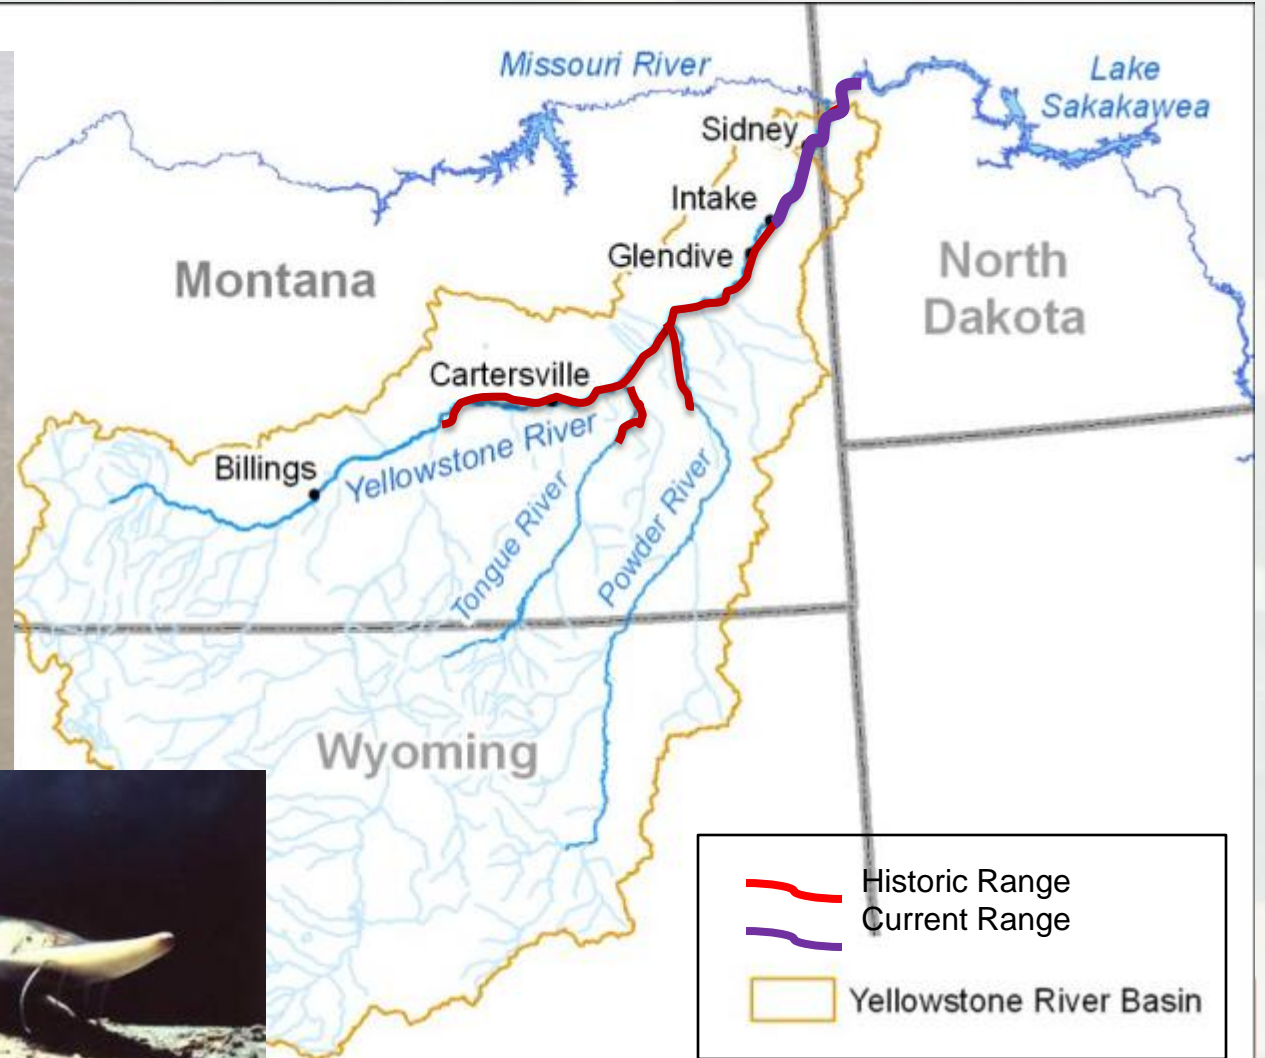 Missouri River
Lake
Sakakawea
Sidney
Intake
Glendive
Montana
North
Dakota
Cartersville
Yellowstone River
Billings
Tongue River
Powder River
Wyoming
Historic Range
Current Range
Yellowstone River Basin